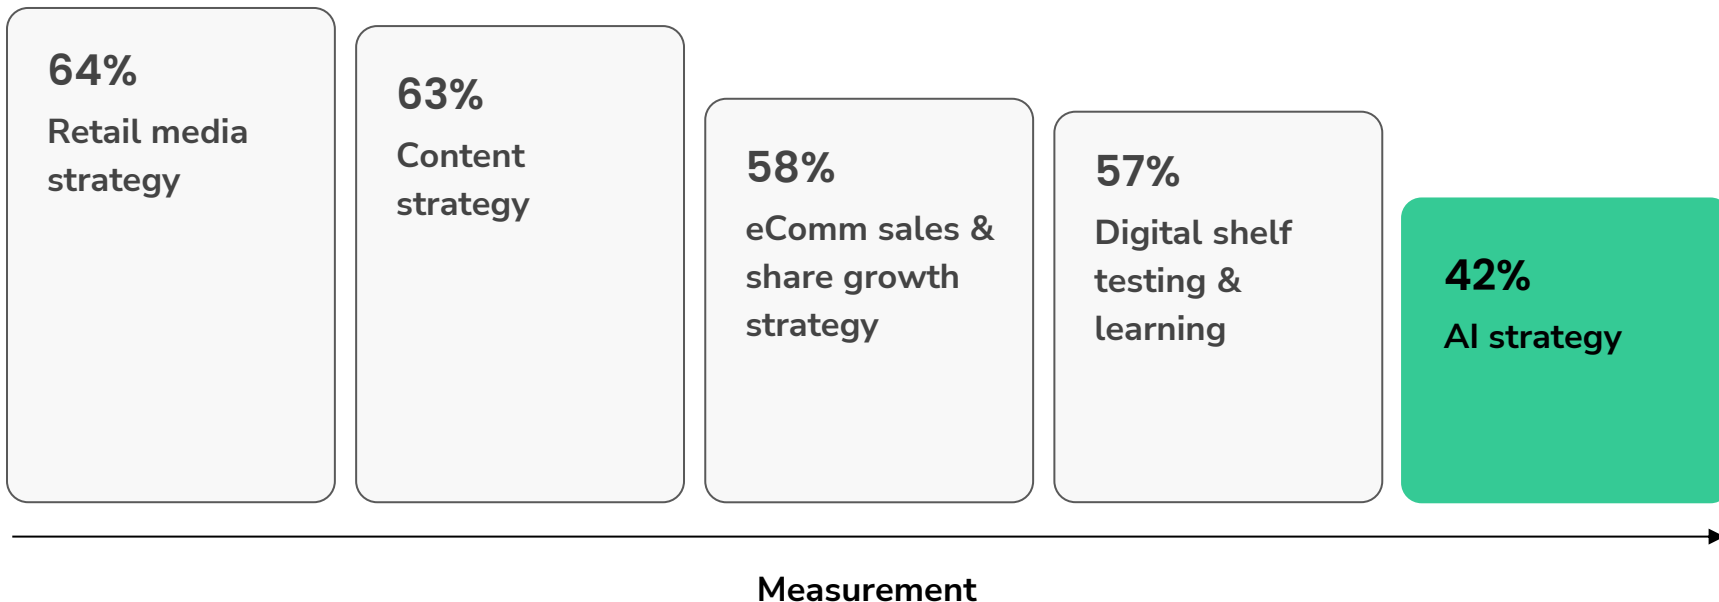 64%
Retail media
strategy
63%
Content
strategy
58%
eComm sales &
share growth
strategy
57%
Digital shelf
testing &
learning
42%
AI strategy
Measurement